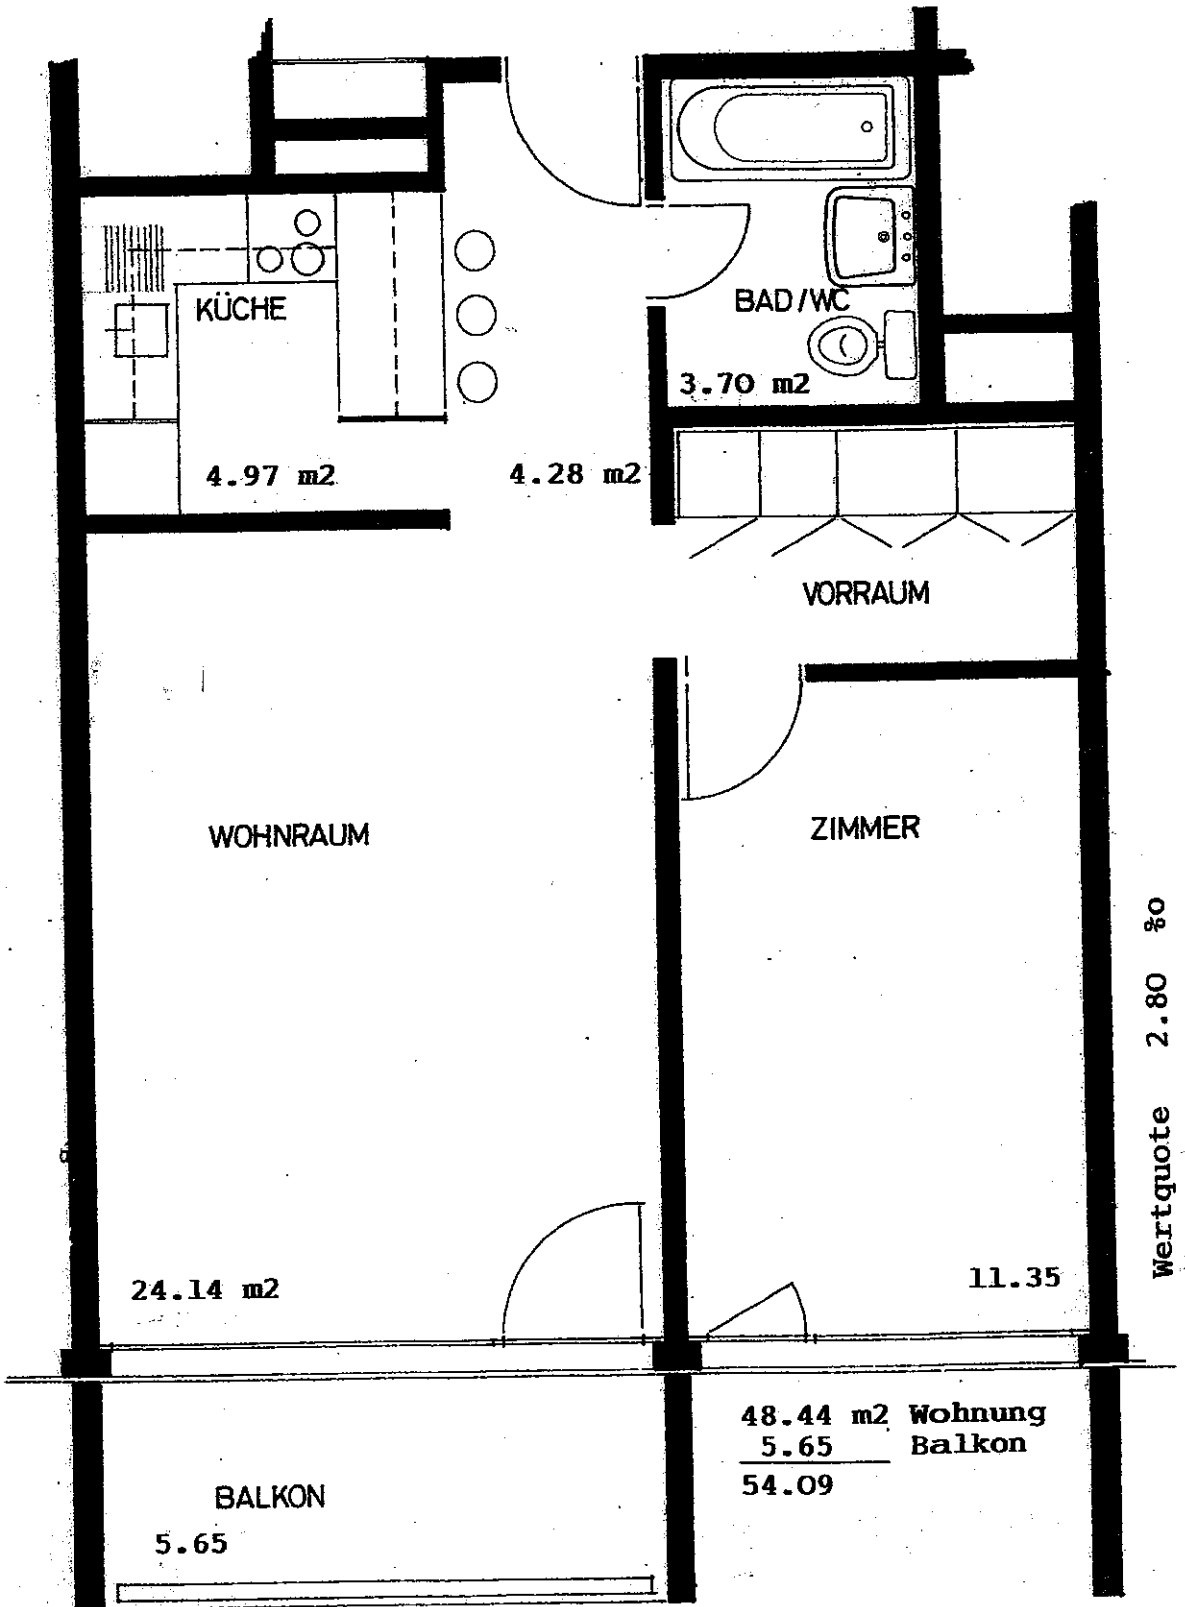 KÜCHE
BAD/WC
3.70 m2
4.97 m2
4.28 m2
VORRAUM
WOHNRAUM
ZIMMER
Wertquote 2.80 %o
24.14 m2
11.35
48.44 m2 Wohnung
5.65 Balkon
54.09
BALKON
5.65